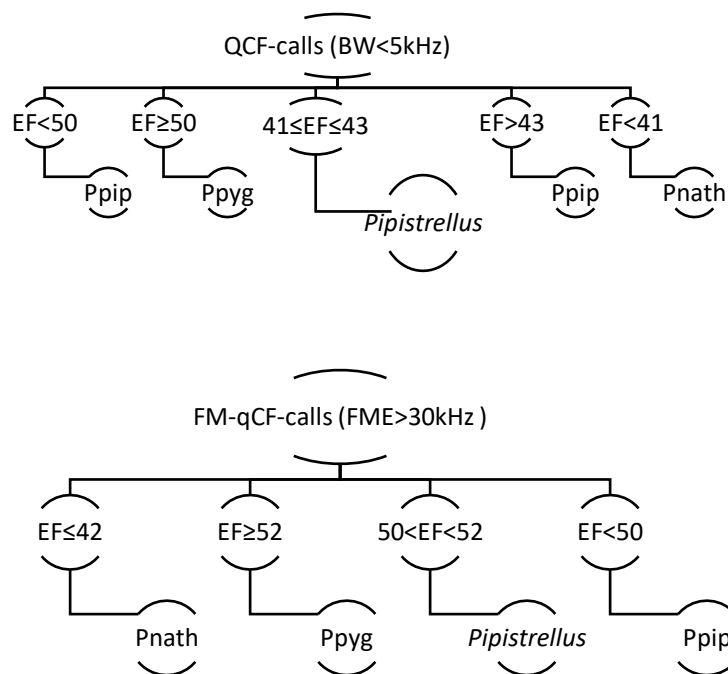 QCF-calls (BW<5kHz)
EF<50 EF≥50 41≤EF≤43 EF>43 EF<41
Ppip Ppyg Pipistrellus Ppip Pnath
FM-qCF-calls (FME>30kHz )
EF≤42 EF≥52 50<EF<52 EF<50
Pnath Ppyg Pipistrellus Ppip